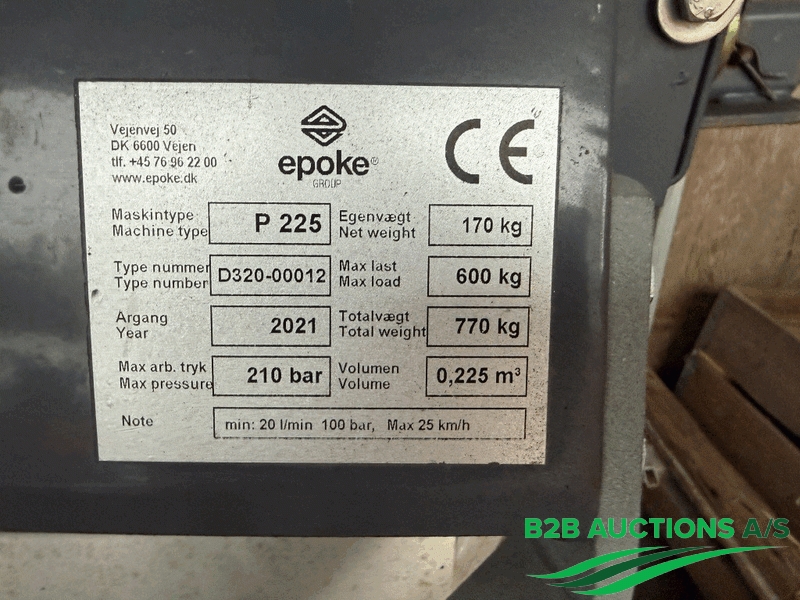 Vejenvej 50
DK 6600 Vejen
tlf. +45 76 96 22 00
www.epoke.dk
epoke®
GROUP
CE
Maskintype
Machine type
P 225
Egenvægt
Net weight
170 kg
Type nummer
Type number
D320-00012
Max last
Max load
600 kg
Argang
Year
2021
Totalvægt
Total weight
770 kg
Max arb. tryk
Max pressure
210 bar
Volumen
Volume
0,225 m³
Note
min: 20 l/min 100 bar, Max 25 km/h
B2B AUCTIONS A/S